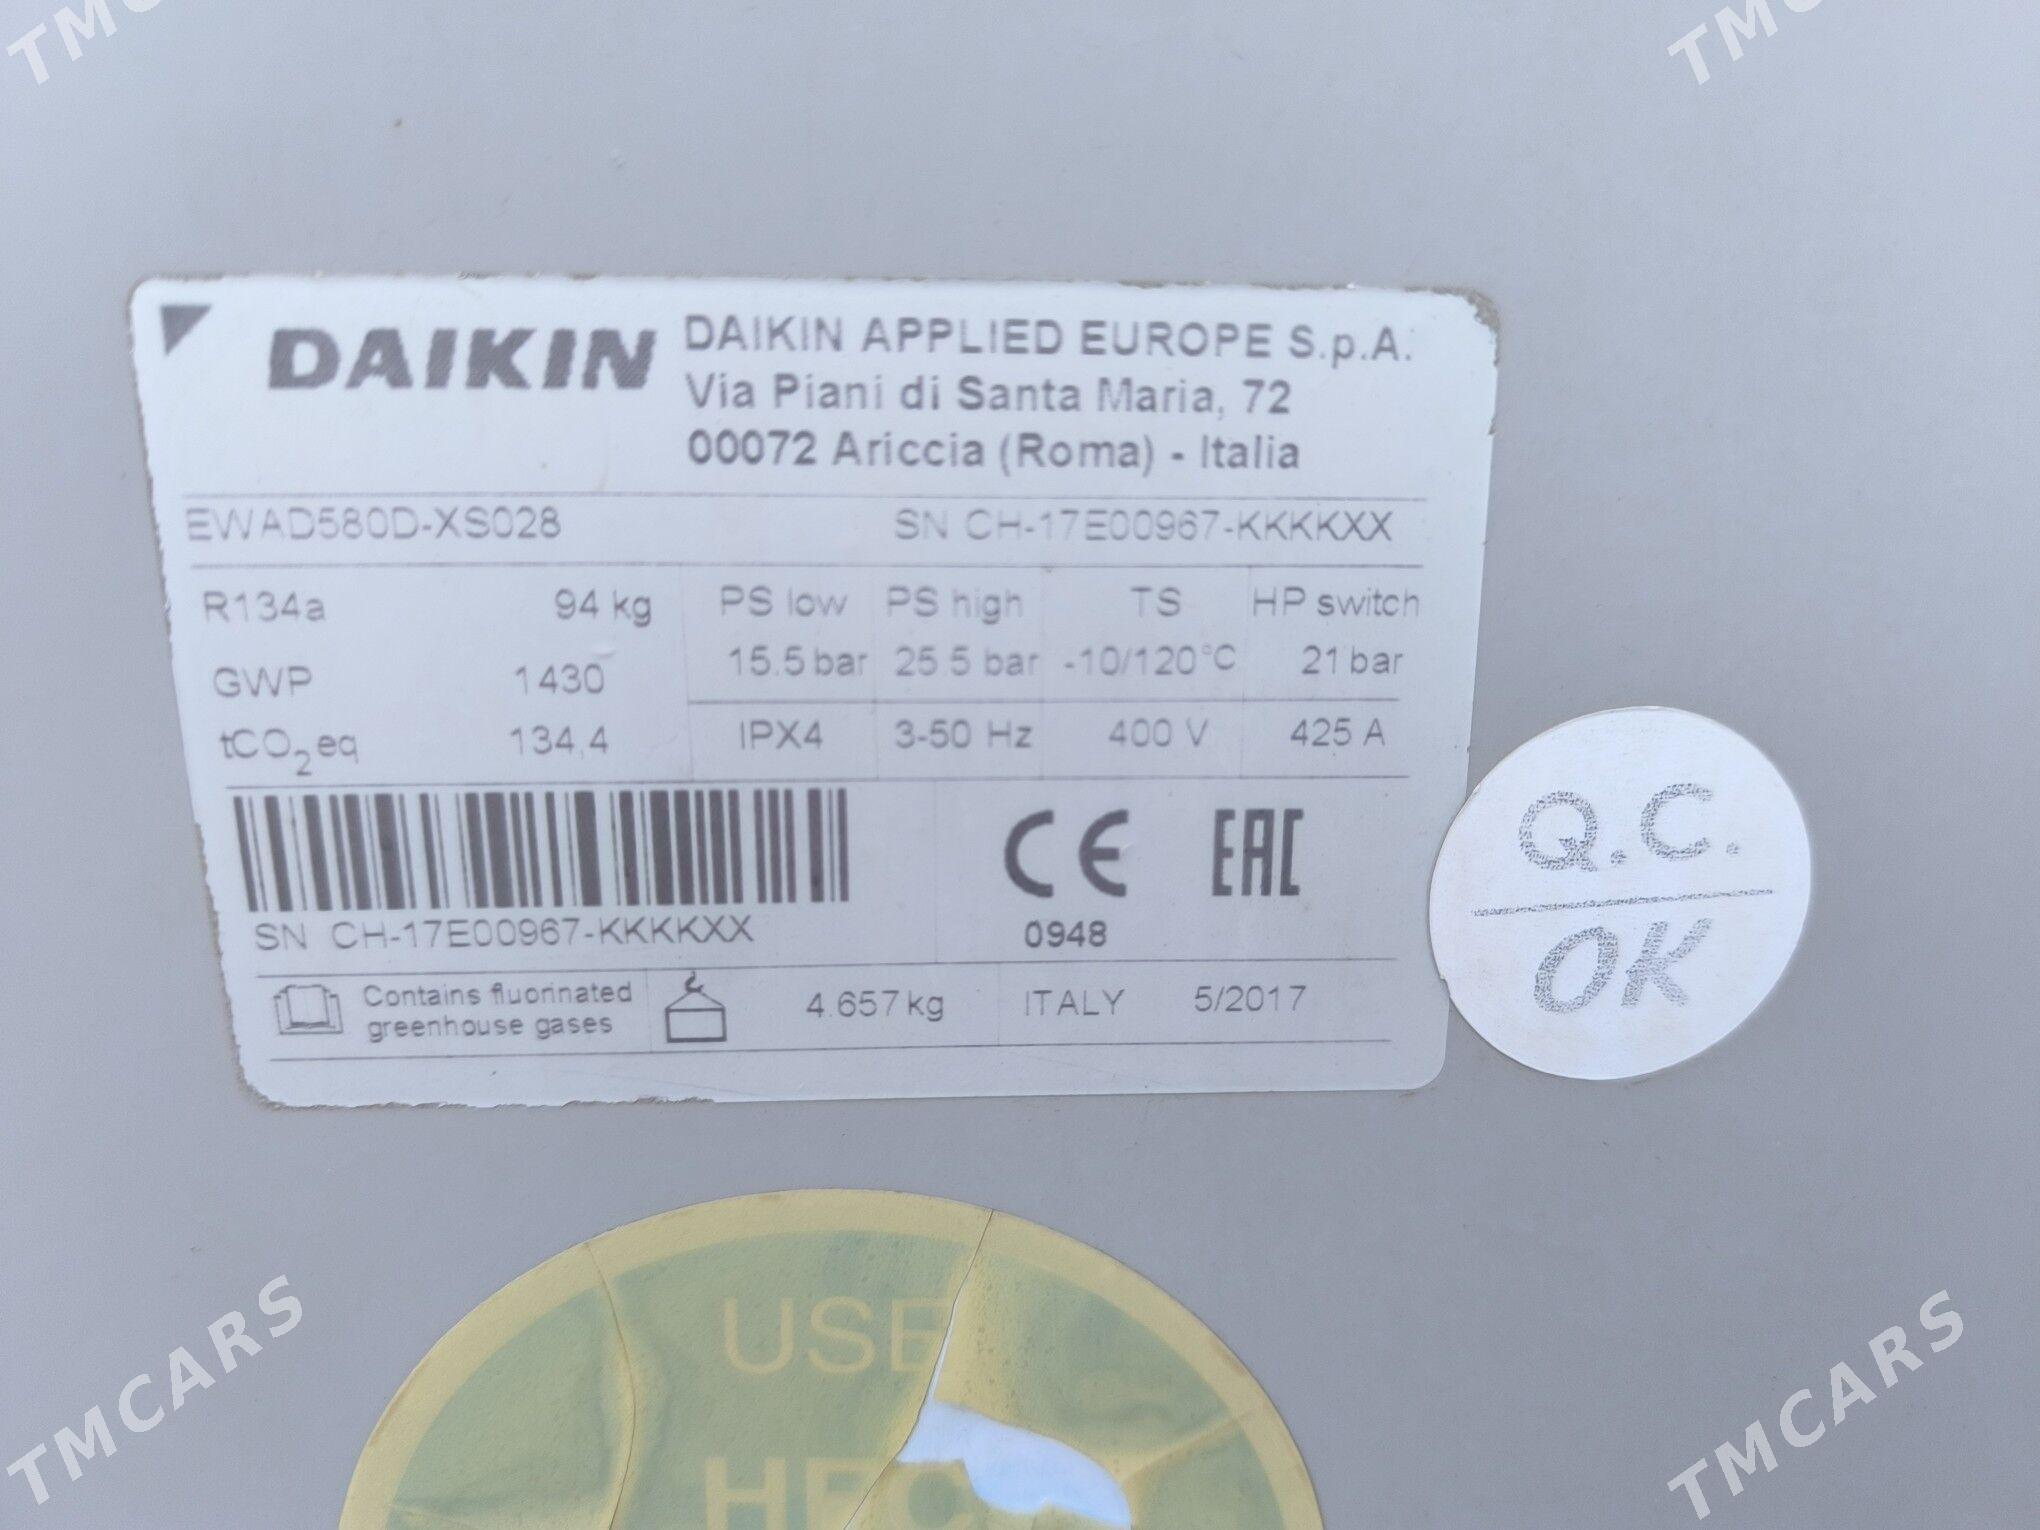 DAIKIN
DAIKIN APPLIED EUROPE S.p.A.
Via Piani di Santa Maria, 72
00072 Ariccia (Roma) - Italia
EWAD580D-XS028 SN CH-17E00967-KKKKXX
R134a 94 kg
GWP 1430
tCO2eq 134,4
PS low PS high TS HP switch
15.5 bar 25.5 bar -10/120°C 21 bar
IPX4 3-50 Hz 400 V 425 A
SN CH-17E00967-KKKKXX
CE
0948
EAC
Contains fluorinated
greenhouse gases
4.657 kg
ITALY 5/2017
Q.C.
OK
USE
HFC
TMCARS
TMCARS